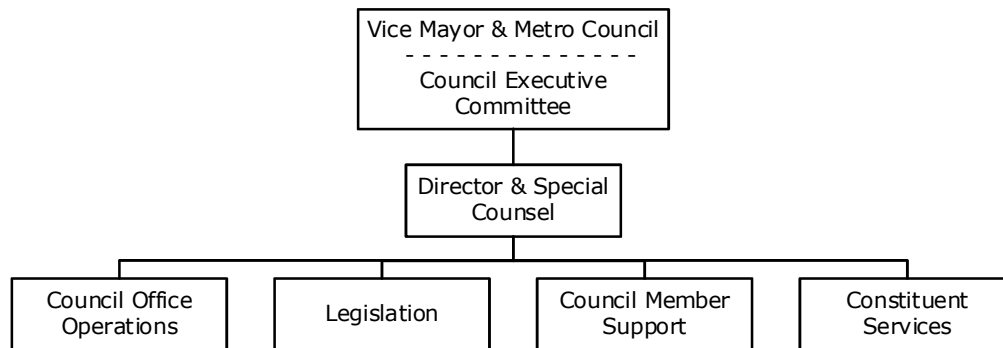 Vice Mayor & Metro Council
Council Executive
Committee
Director & Special
Counsel
Council Office
Operations
Legislation
Council Member
Support
Constituent
Services